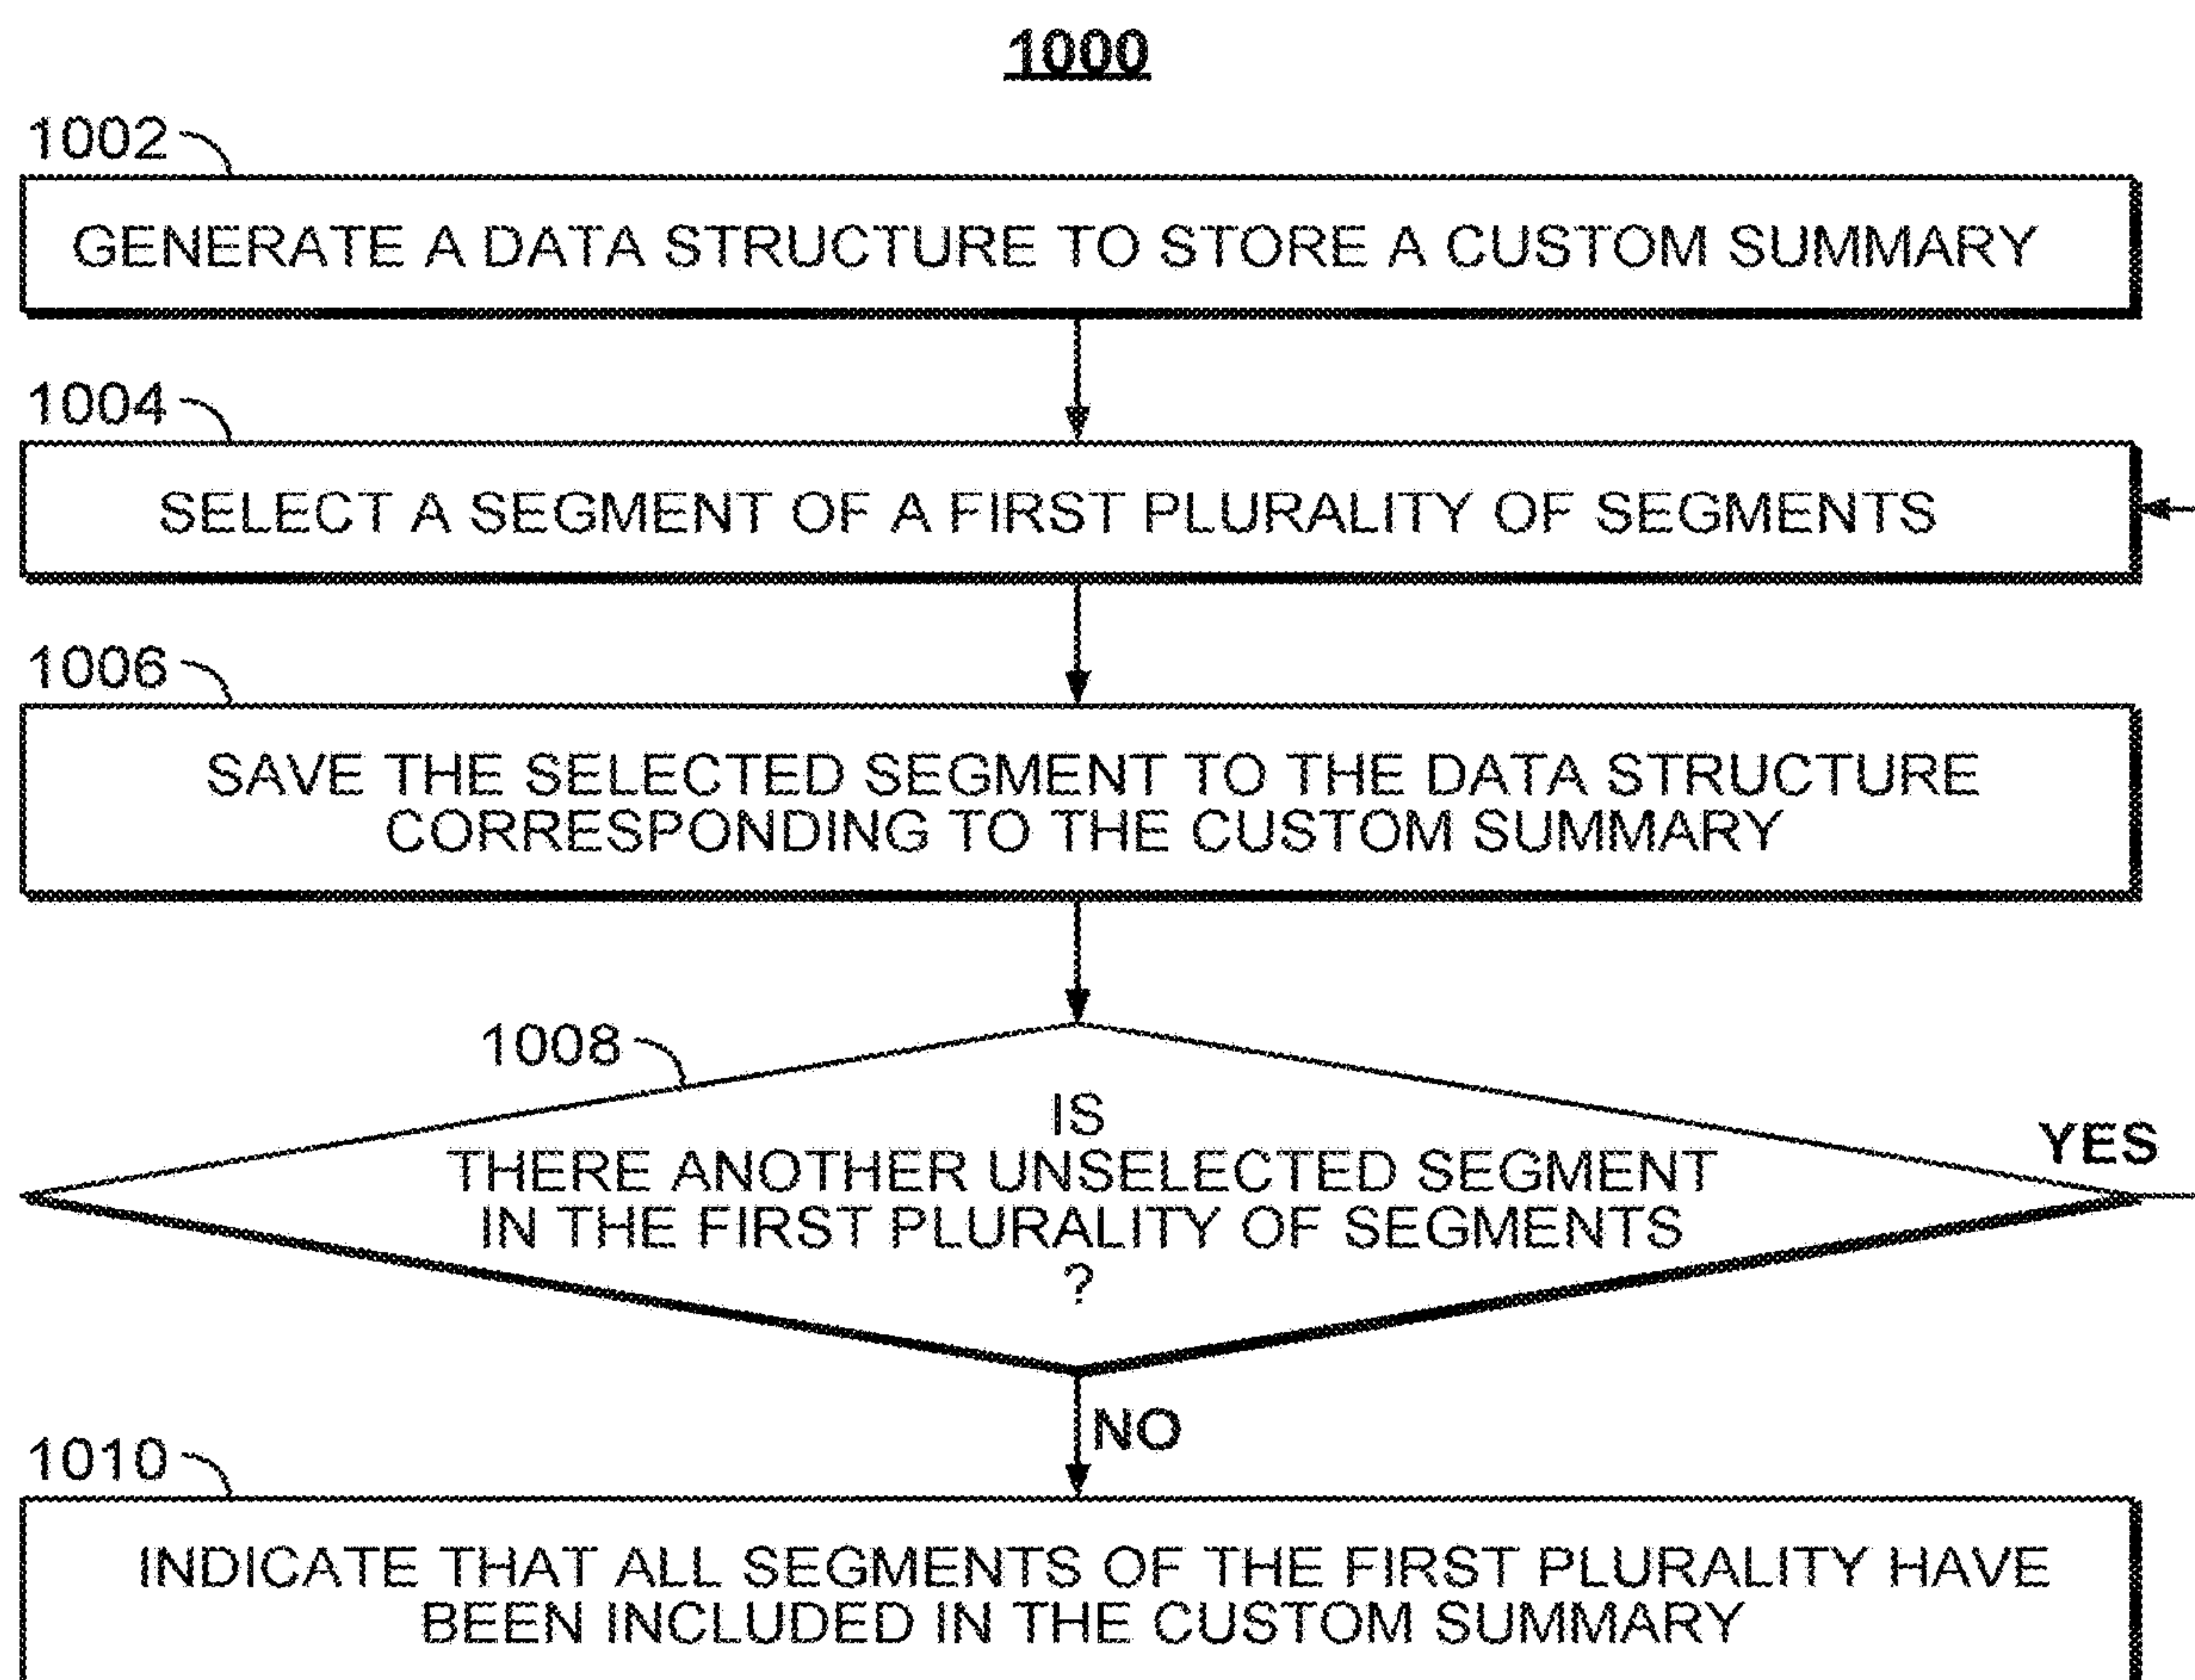 1000
1002
GENERATE A DATA STRUCTURE TO STORE A CUSTOM SUMMARY
1004
SELECT A SEGMENT OF A FIRST PLURALITY OF SEGMENTS
1006
SAVE THE SELECTED SEGMENT TO THE DATA STRUCTURE
CORRESPONDING TO THE CUSTOM SUMMARY
1008
IS
THERE ANOTHER UNSELECTED SEGMENT
IN THE FIRST PLURALITY OF SEGMENTS
?
YES
NO
1010
INDICATE THAT ALL SEGMENTS OF THE FIRST PLURALITY HAVE
BEEN INCLUDED IN THE CUSTOM SUMMARY